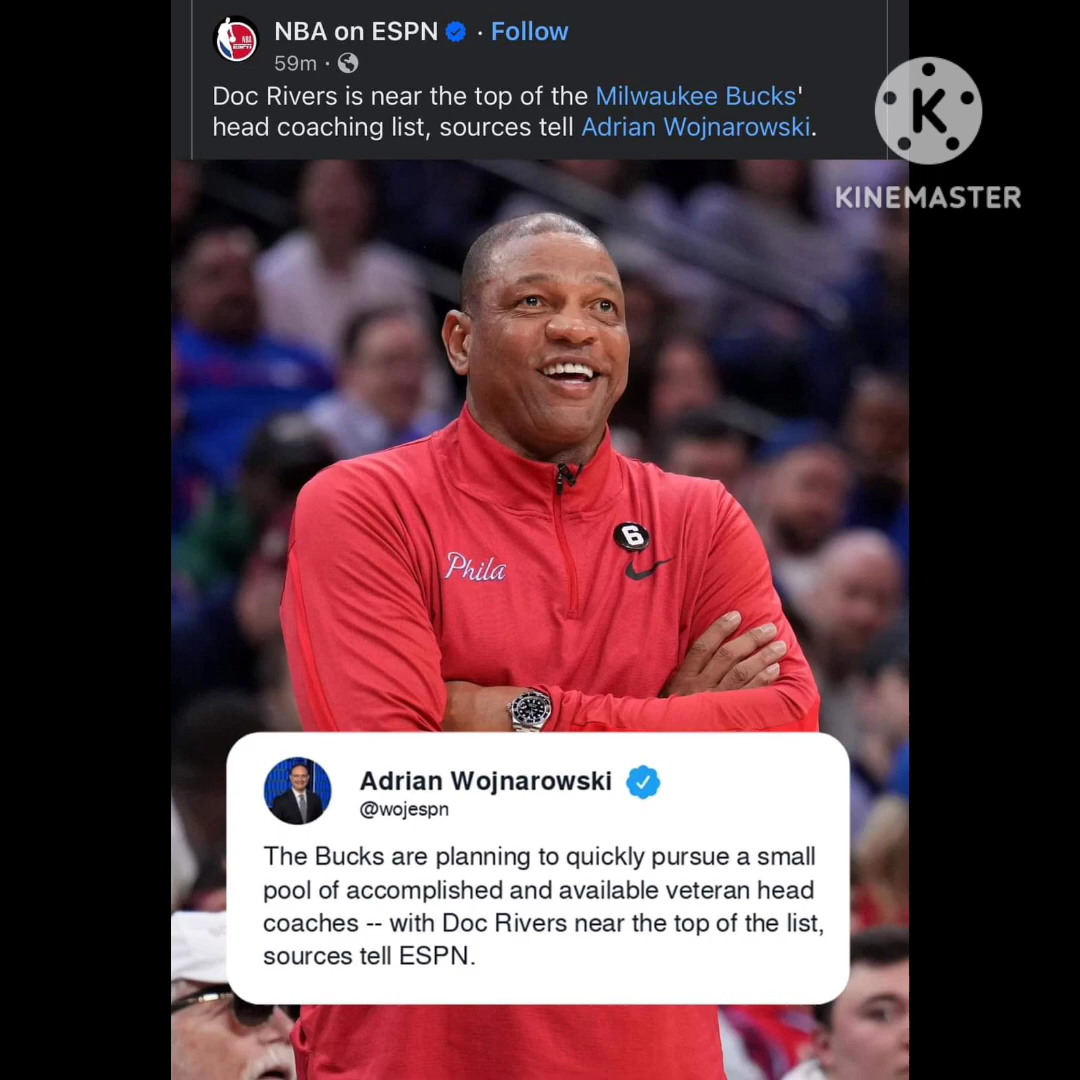 NBA on ESPN · Follow
59m ·
Doc Rivers is near the top of the Milwaukee Bucks'
head coaching list, sources tell Adrian Wojnarowski.
K
KINEMASTER
6
Phila
Adrian Wojnarowski
@wojespn
The Bucks are planning to quickly pursue a small
pool of accomplished and available veteran head
coaches -- with Doc Rivers near the top of the list,
sources tell ESPN.